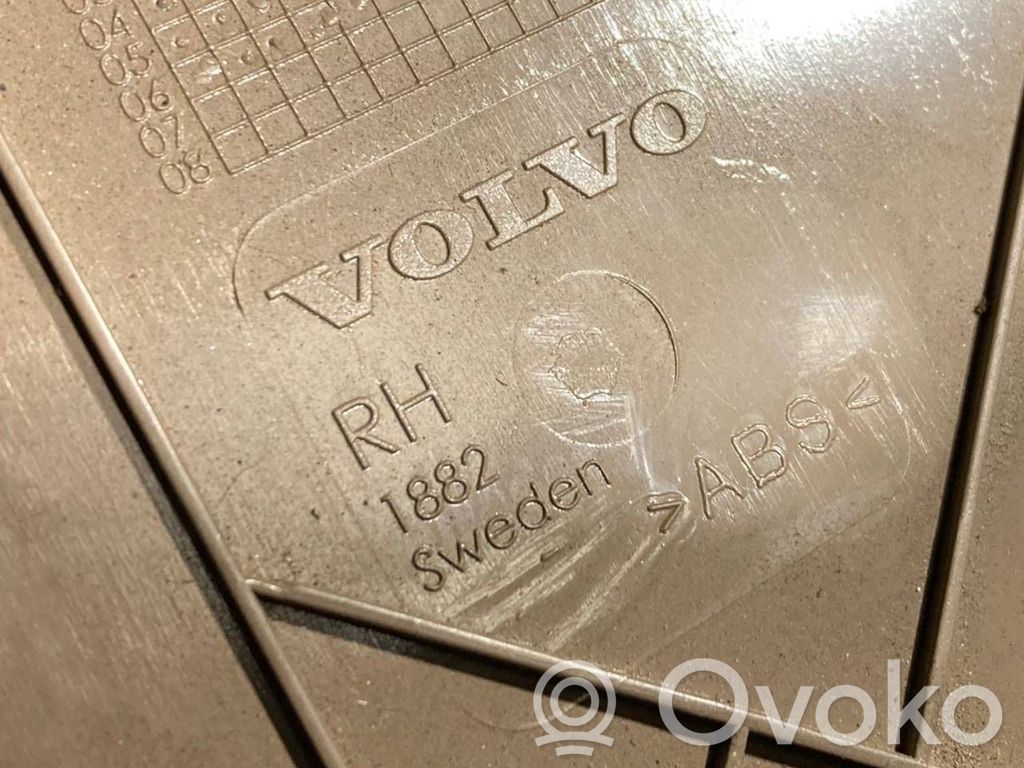 04
05
06
07
08
VOLVO
RH
1882
Sweden
>ABS<
Ovoko